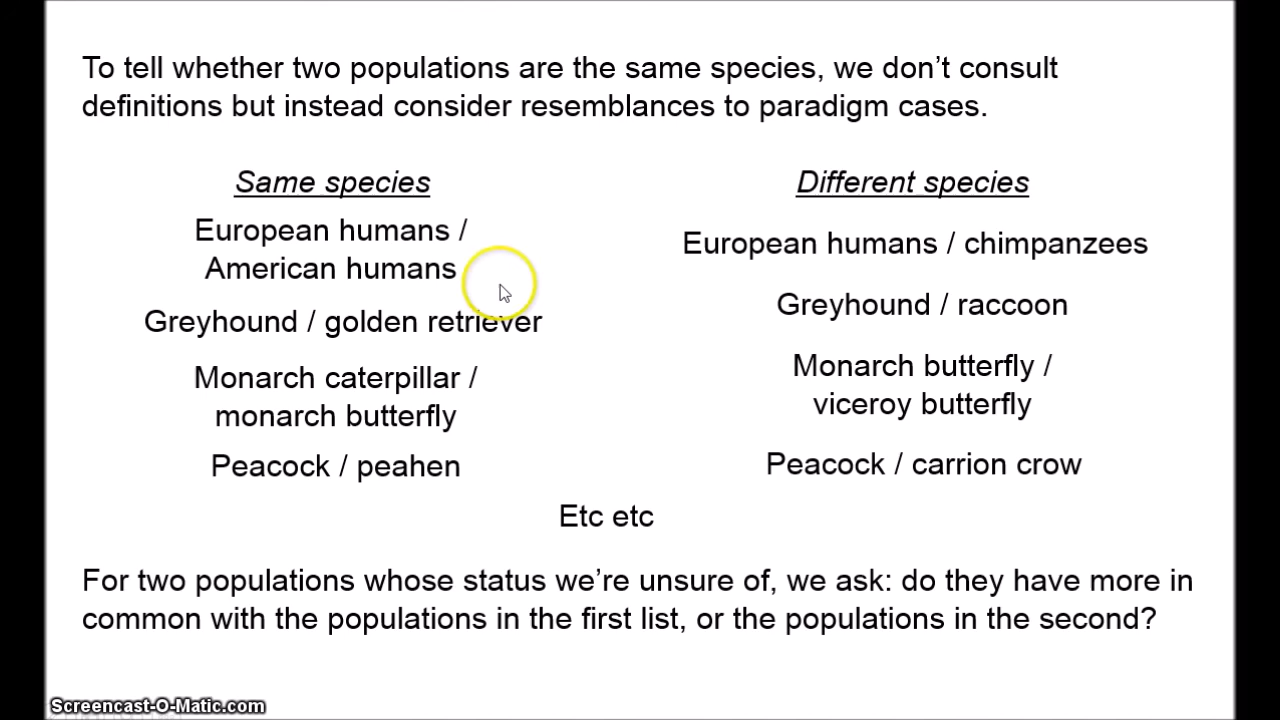 To tell whether two populations are the same species, we don't consult
definitions but instead consider resemblances to paradigm cases.
Same species
European humans /
American humans
Greyhound / golden retriever
Monarch caterpillar /
monarch butterfly
Peacock / peahen
Different species
European humans / chimpanzees
Greyhound / raccoon
Monarch butterfly /
viceroy butterfly
Peacock / carrion crow
Etc etc
For two populations whose status we're unsure of, we ask: do they have more in
common with the populations in the first list, or the populations in the second?
Screencast-O-Matic.com